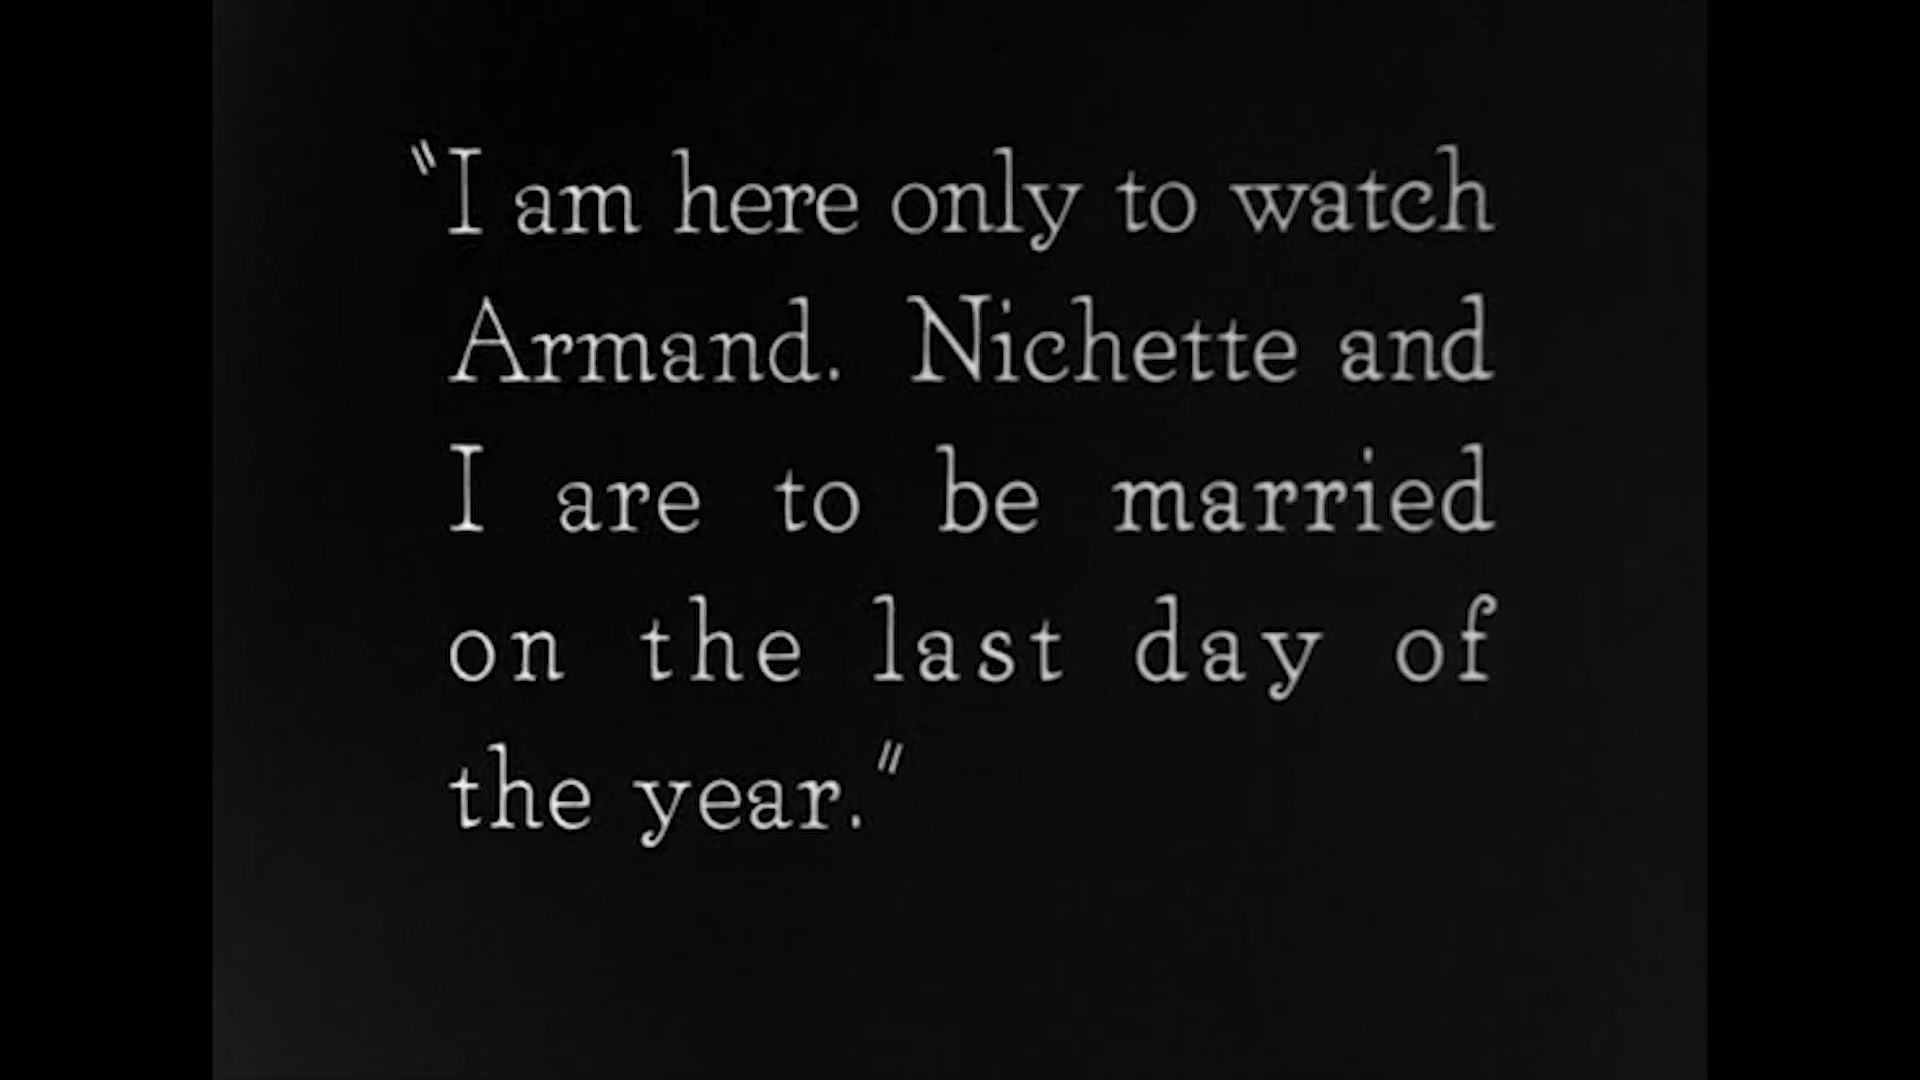 "I am here only to watch
Armand. Nichette and
I are to be married
on the last day of
the year."